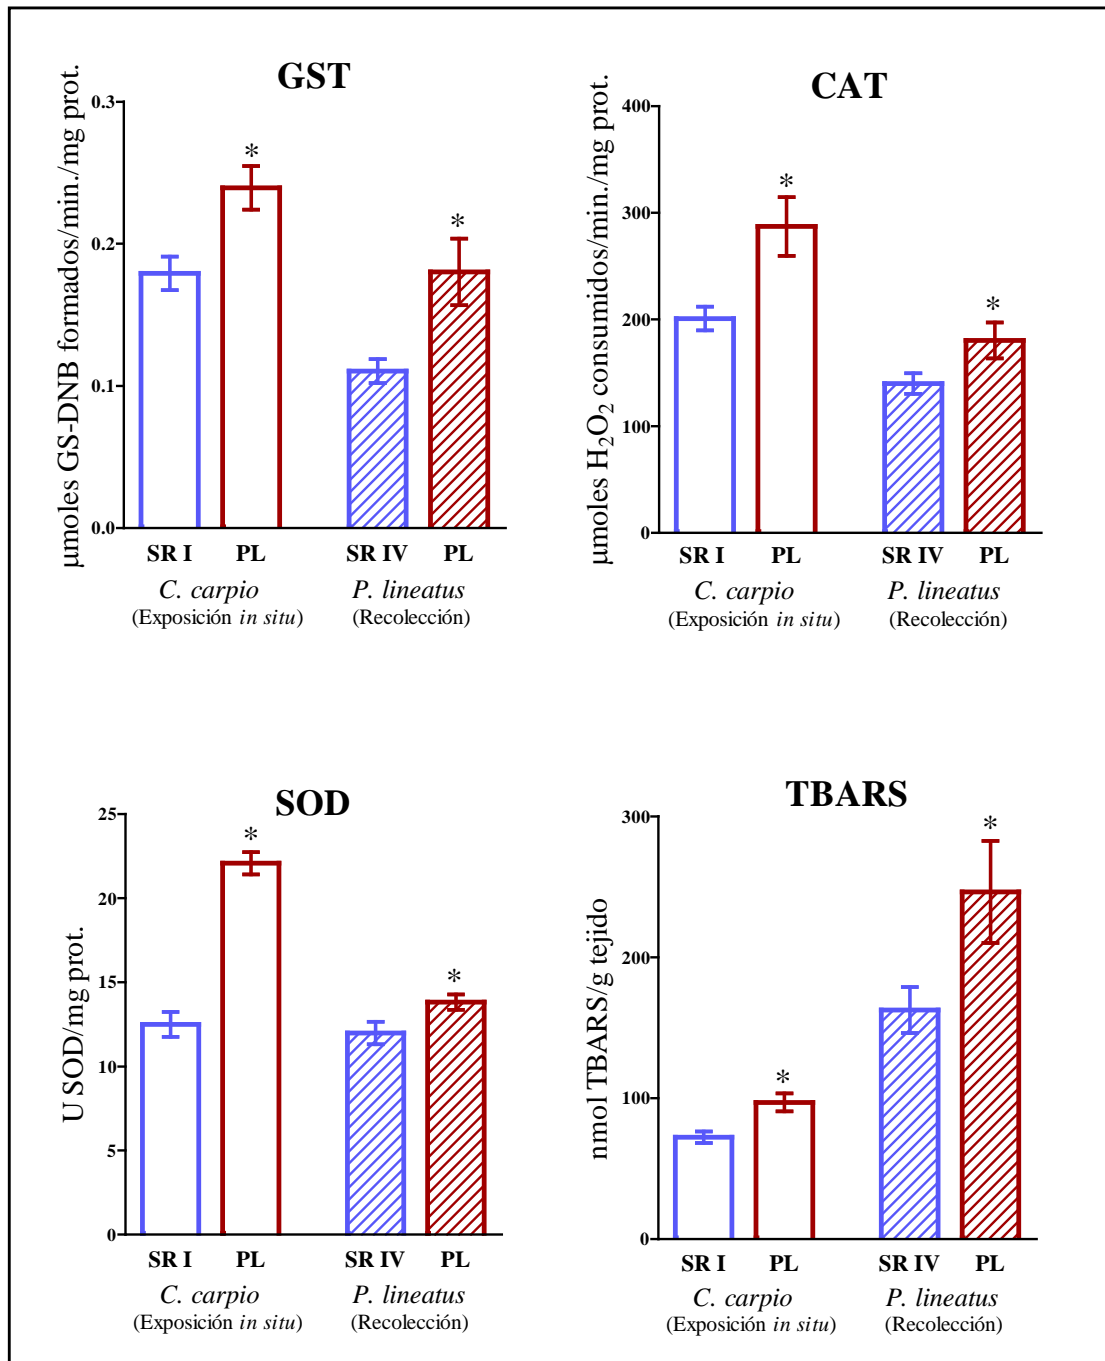 GST
µmoles GS-DNB formados/min./mg prot.
0.3
0.2
0.1
0.0
*
*
SR I PL SR IV PL
C. carpio P. lineatus
(Exposición in situ) (Recolección)
CAT
µmoles H₂O₂ consumidos/min./mg prot.
400
300
200
100
0
*
*
SR I PL SR IV PL
C. carpio P. lineatus
(Exposición in situ) (Recolección)
SOD
U SOD/mg prot.
25
20
15
10
5
0
*
*
SR I PL SR IV PL
C. carpio P. lineatus
(Exposición in situ) (Recolección)
TBARS
nmol TBARS/g tejido
300
200
100
0
*
*
SR I PL SR IV PL
C. carpio P. lineatus
(Exposición in situ) (Recolección)